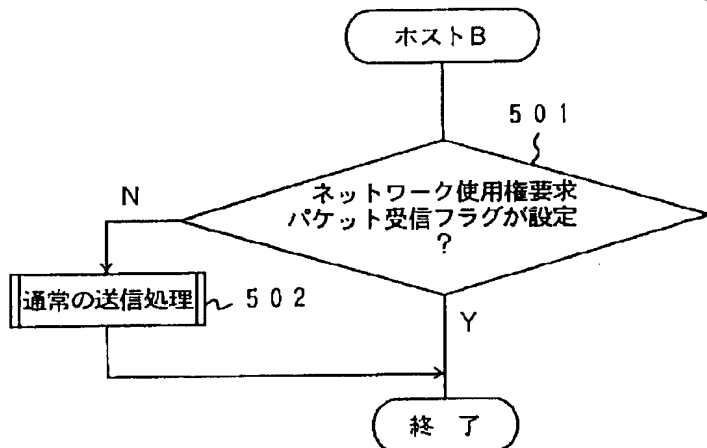 ホストB
501
ネットワーク使用権要求
パケット受信フラグが設定
?
N
通常の送信処理
502
Y
終了